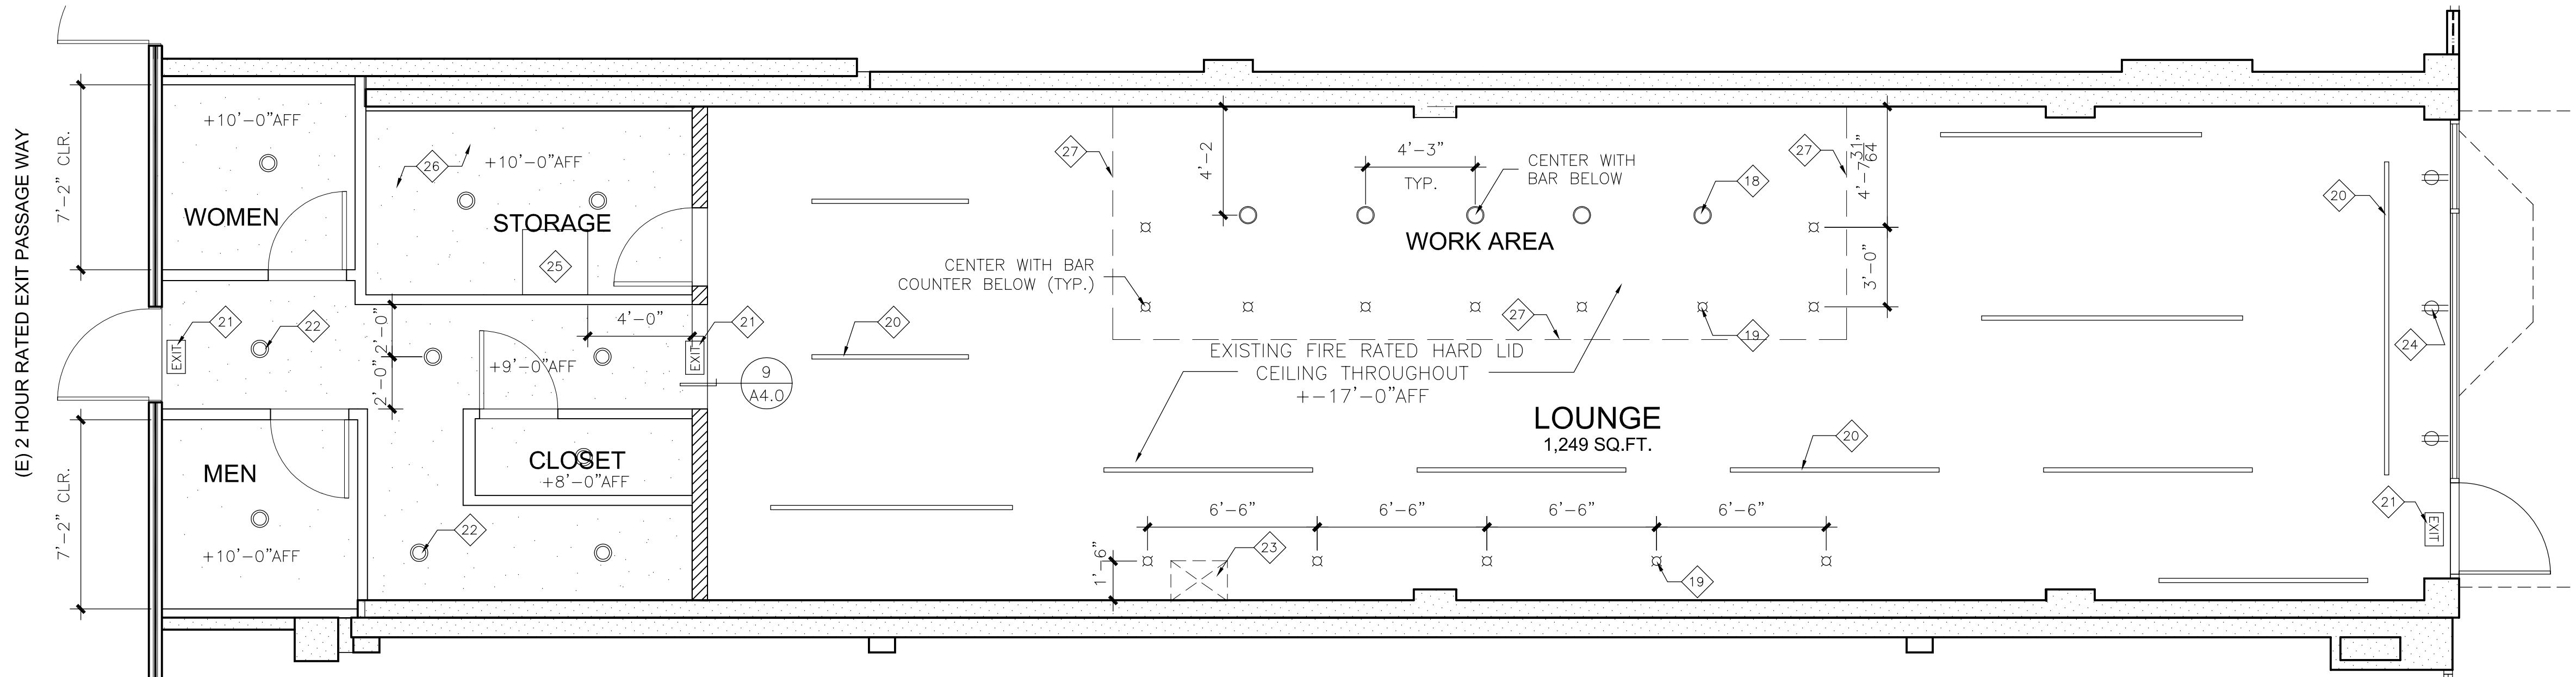 (E) 2 HOUR RATED EXIT PASSAGE WAY
7'-2" CLR.
7'-2" CLR.
+10'-0"AFF
WOMEN
26
+10'-0"AFF
STORAGE
25
EXIT
21
22
2'-0"
2'-0"
4'-0"
+9'-0"AFF
EXIT
21
9
A4.0
MEN
+10'-0"AFF
CLOSET
+8'-0"AFF
22
20
27
4'-2
4'-3"
TYP.
CENTER WITH
BAR BELOW
18
27
4'-7 31/64"
3'-0"
WORK AREA
CENTER WITH BAR
COUNTER BELOW (TYP.)
27
19
EXISTING FIRE RATED HARD LID
CEILING THROUGHOUT
+-17'-0"AFF
LOUNGE
1,249 SQ.FT.
20
6'-6"
6'-6"
6'-6"
6'-6"
1'-6"
23
19
20
24
21
EXIT